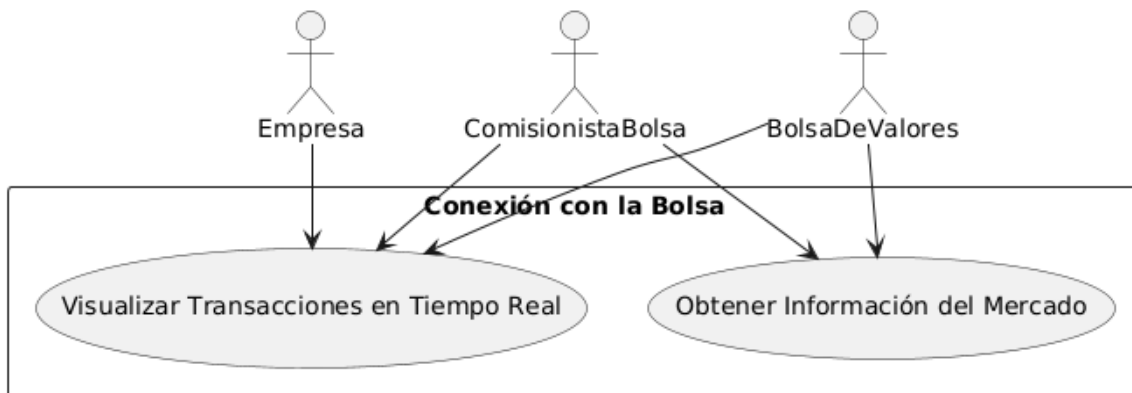 Empresa
ComisionistaBolsa
BolsaDeValores
Conexión con la Bolsa
Visualizar Transacciones en Tiempo Real
Obtener Información del Mercado